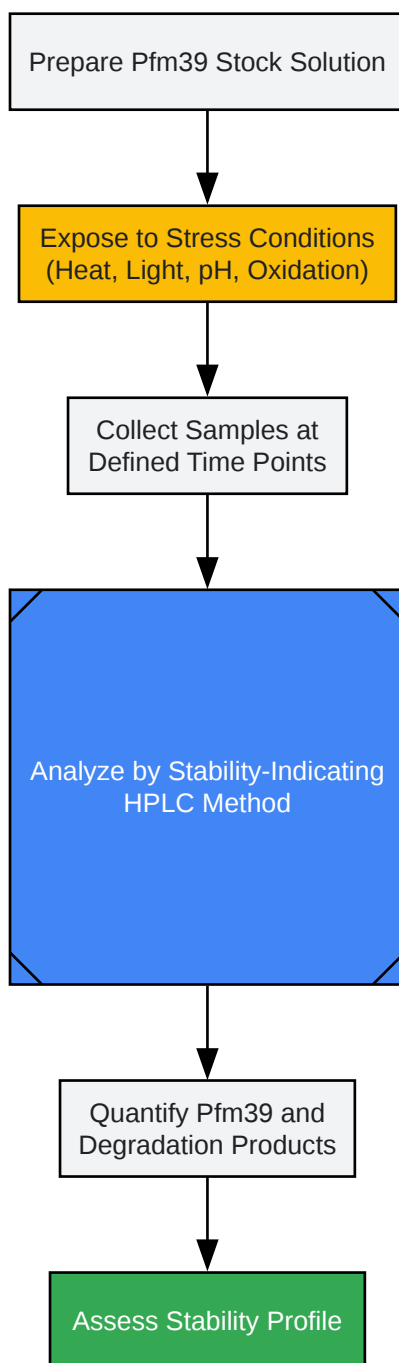 Prepare Pfm39 Stock Solution
Expose to Stress Conditions
(Heat, Light, pH, Oxidation)
Collect Samples at
Defined Time Points
Analyze by Stability-Indicating
HPLC Method
Quantify Pfm39 and
Degradation Products
Assess Stability Profile